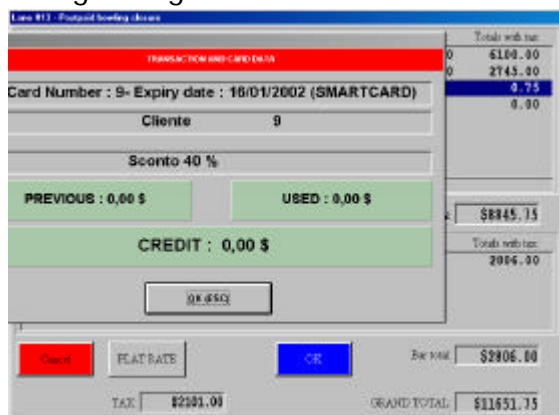 Lane #13 - Postpaid bowling closure
Totals with tax
TRANSACTION AND CARD DATA
0 6100.00
0 2745.00
Card Number : 9- Expiry date : 16/01/2002 (SMARTCARD)
0.75
0.00
Cliente 9
Sconto 40 %
PREVIOUS : 0,00 $ USED : 0,00 $
$8845.75
CREDIT : 0,00 $
Totals with tax
2806.00
OK (ESC)
Cancel FLAT RATE OK Bar total $2806.00
TAX $2101.00 GRAND TOTAL $11651.75